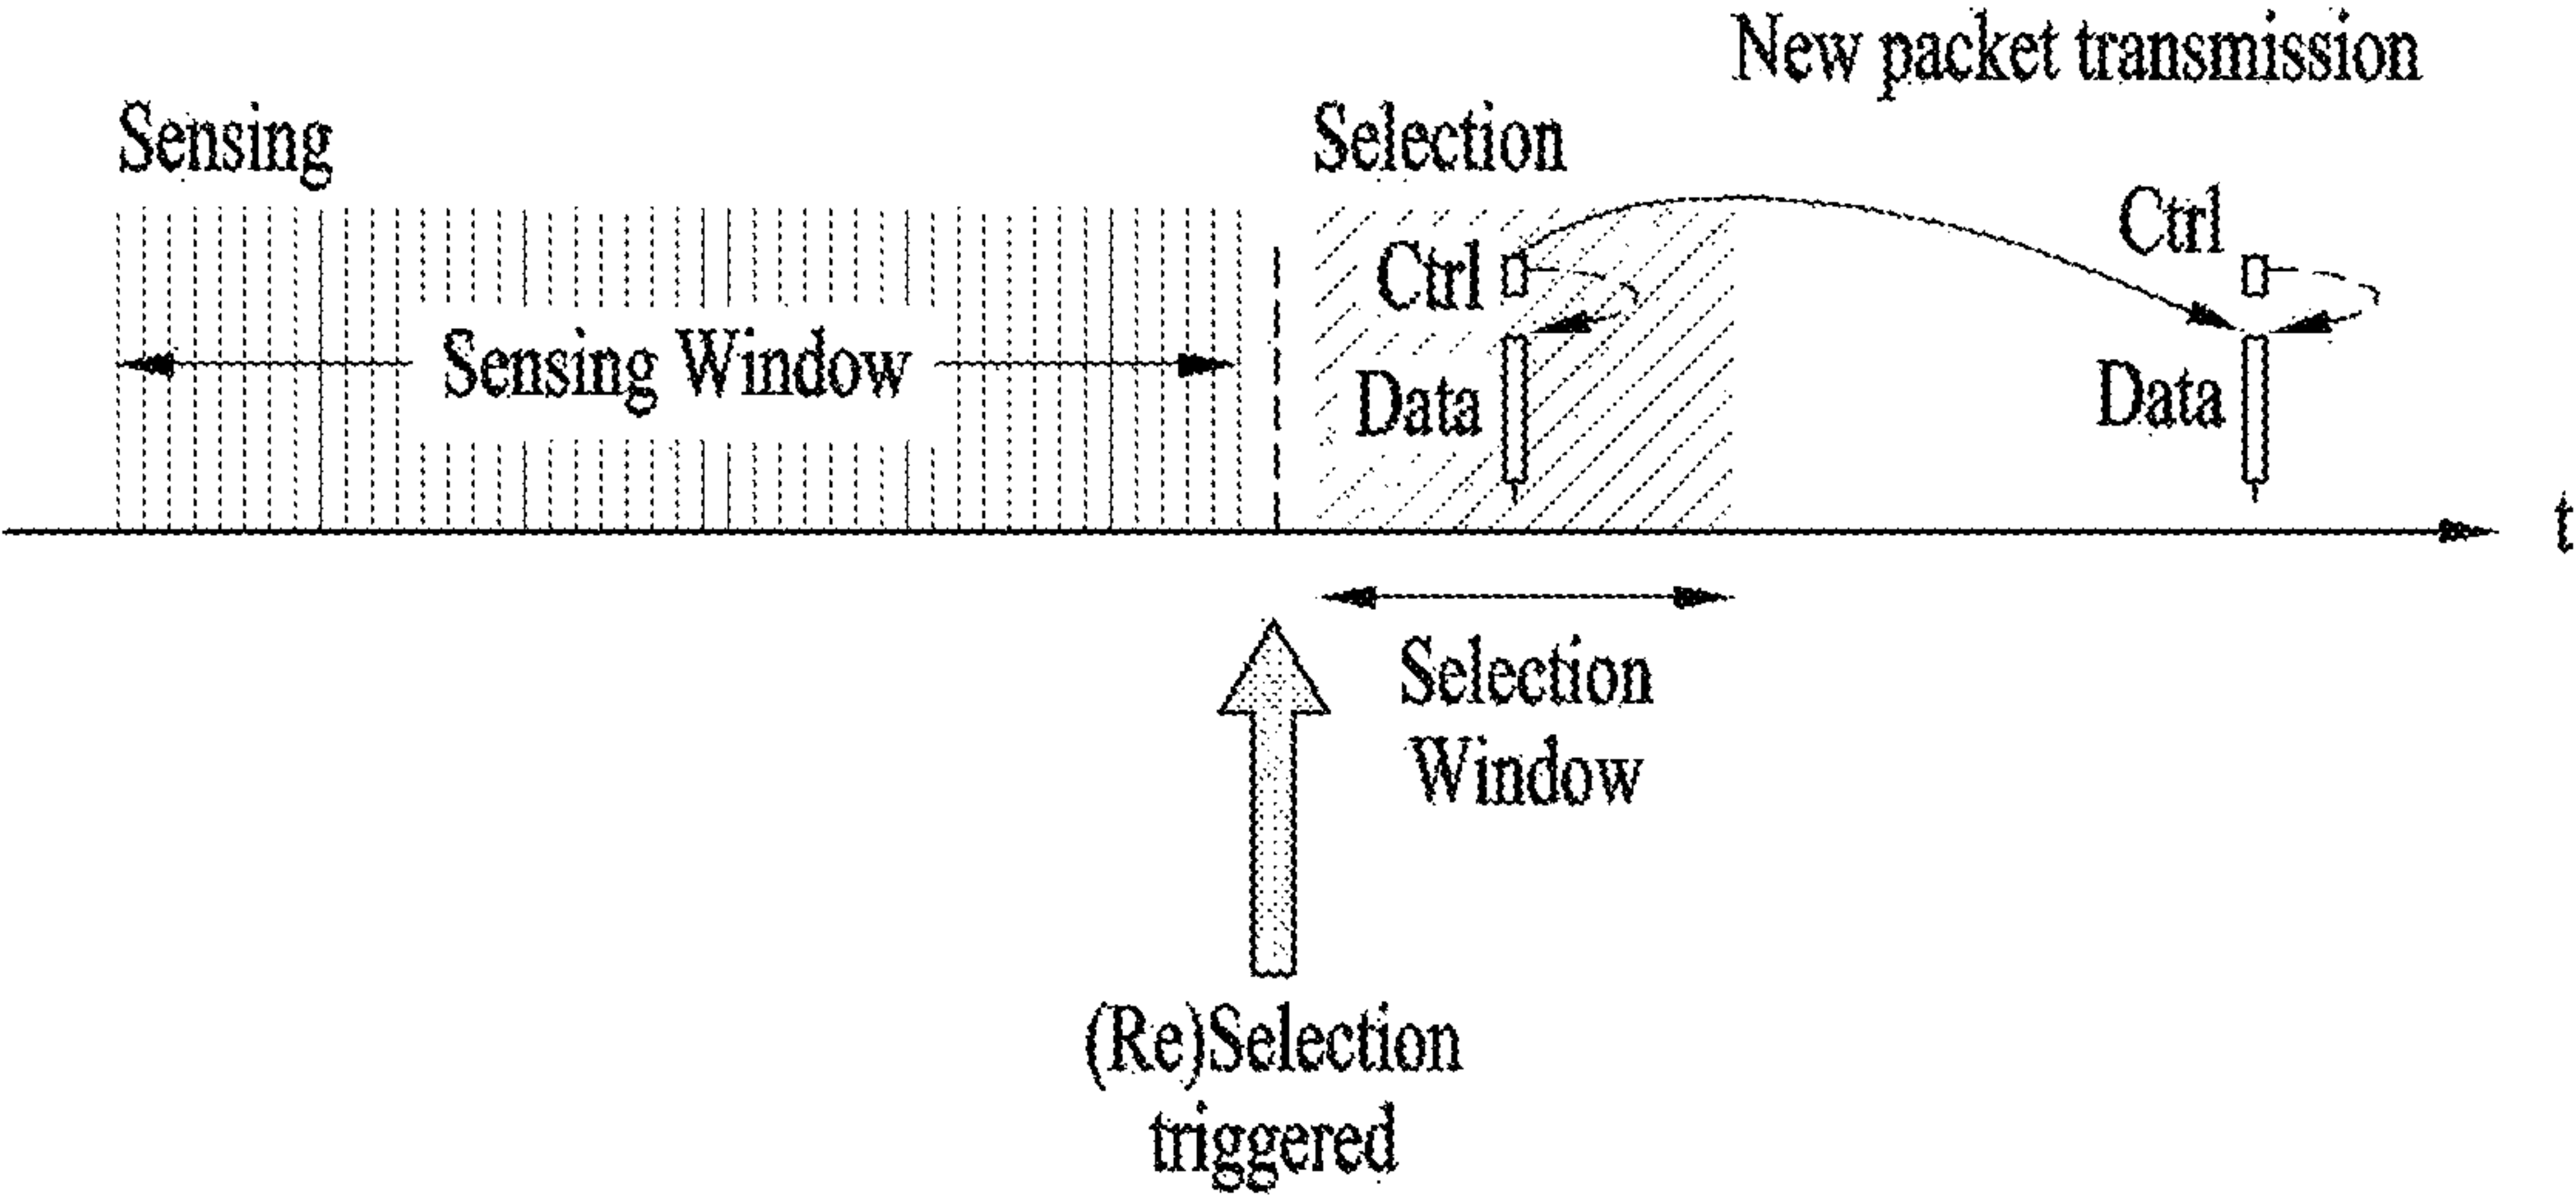 New packet transmission
Sensing
Selection
Ctrl
Ctrl
Sensing Window
Data
Data
t
Selection
Window
(Re)Selection
triggered